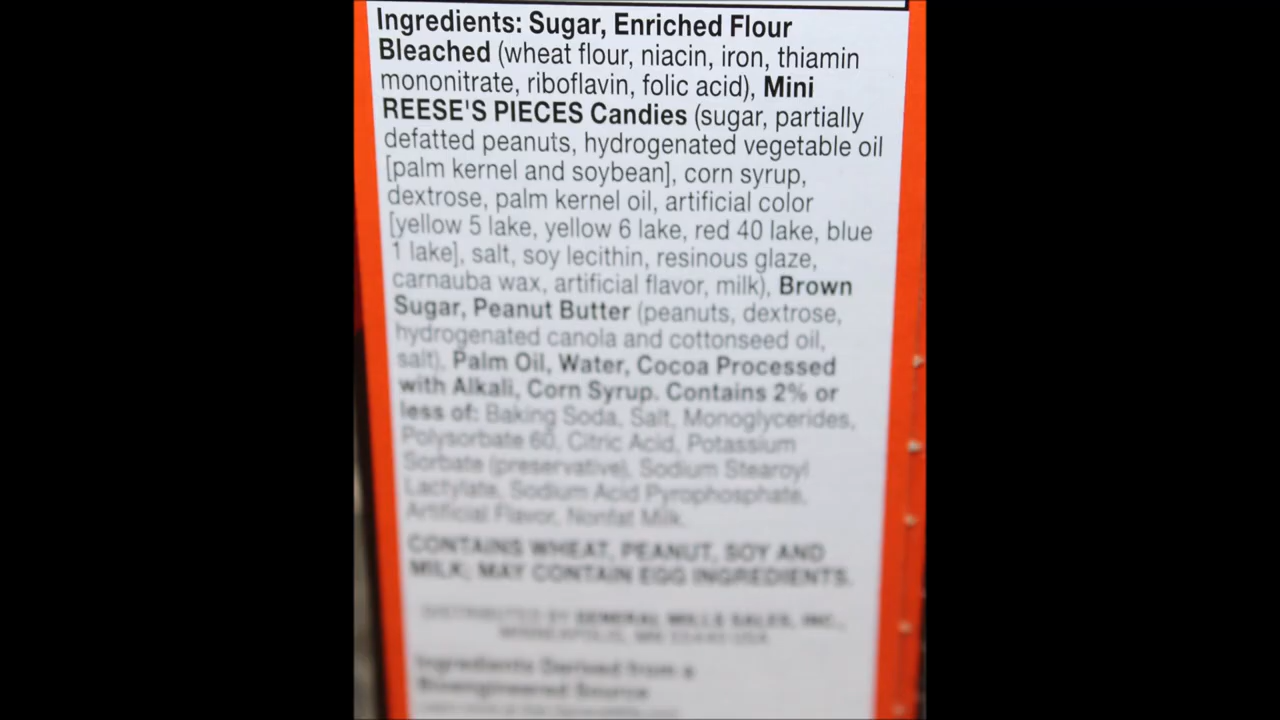 Ingredients: Sugar, Enriched Flour
Bleached (wheat flour, niacin, iron, thiamin
mononitrate, riboflavin, folic acid), Mini
REESE'S PIECES Candies (sugar, partially
defatted peanuts, hydrogenated vegetable oil
[palm kernel and soybean], corn syrup,
dextrose, palm kernel oil, artificial color
[yellow 5 lake, yellow 6 lake, red 40 lake, blue
1 lake], salt, soy lecithin, resinous glaze,
carnauba wax, artificial flavor, milk), Brown
Sugar, Peanut Butter (peanuts, dextrose,
hydrogenated canola and cottonseed oil,
salt), Palm Oil, Water, Cocoa Processed
with Alkali, Corn Syrup. Contains 2% or
less of: Baking Soda, Salt, Monoglycerides,
Polysorbate 60, Citric Acid, Potassium
Sorbate (preservative), Sodium Stearoyl
Lactylate, Sodium Acid Pyrophosphate,
Artificial Flavor, Nonfat Milk.
CONTAINS WHEAT, PEANUT, SOY AND
MILK; MAY CONTAIN EGG INGREDIENTS.
DISTRIBUTED BY GENERAL MILLS SALES, INC.,
MINNEAPOLIS, MN USA
Ingredients Derived from a
Bioengineered Source